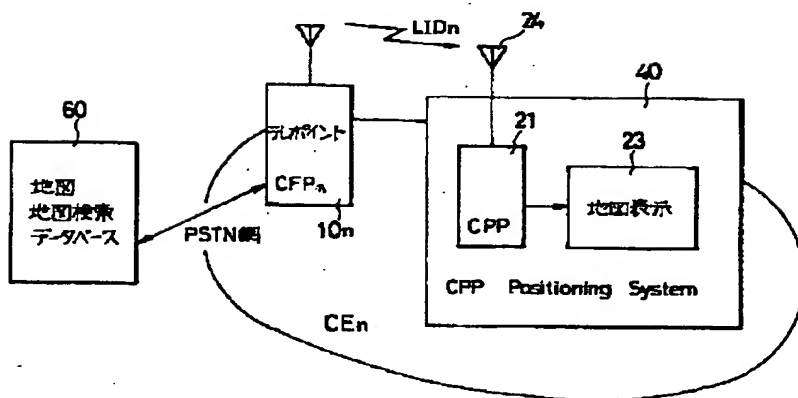 LIDn
24
40
60
テレポイント
21
23
地図
地図検索
データベース
CFPn
CPP
地図表示
PSTN網
10n
CPP Positioning System
CEn